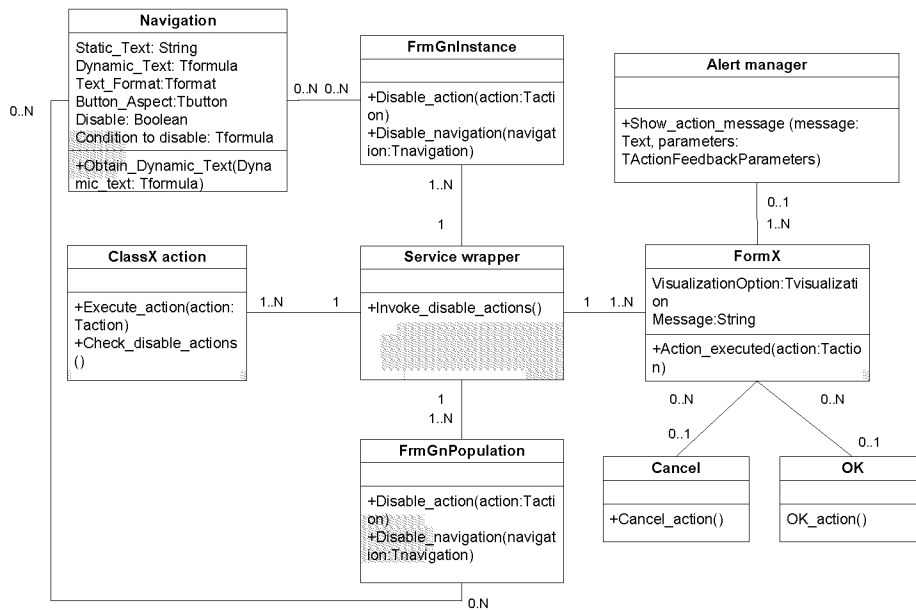 Navigation
Static_Text: String
Dynamic_Text: Tformula
Text_Format:Tformat
Button_Aspect:Tbutton
Disable: Boolean
Condition to disable: Tformula
+Obtain_Dynamic_Text(Dyna
mic_text: Tformula)
0..N
0..N 0..N
FrmGnInstance
+Disable_action(action:Tacti
on)
+Disable_navigation(navigat
ion:Tnavigation)
1..N
1
Alert manager
+Show_action_message (message:
Text, parameters:
TActionFeedbackParameters)
0..1
1..N
ClassX action
+Execute_action(action:
Taction)
+Check_disable_actions
()
1..N
1
Service wrapper
+Invoke_disable_actions()
1
1..N
FormX
VisualizationOption:Tvisualizati
on
Message:String
+Action_executed(action:Tactio
n)
1
1..N
FrmGnPopulation
+Disable_action(action:Tacti
on)
+Disable_navigation(navigat
ion:Tnavigation)
0.N
0..N
0..N
0..1
0..1
Cancel
+Cancel_action()
OK
OK_action()